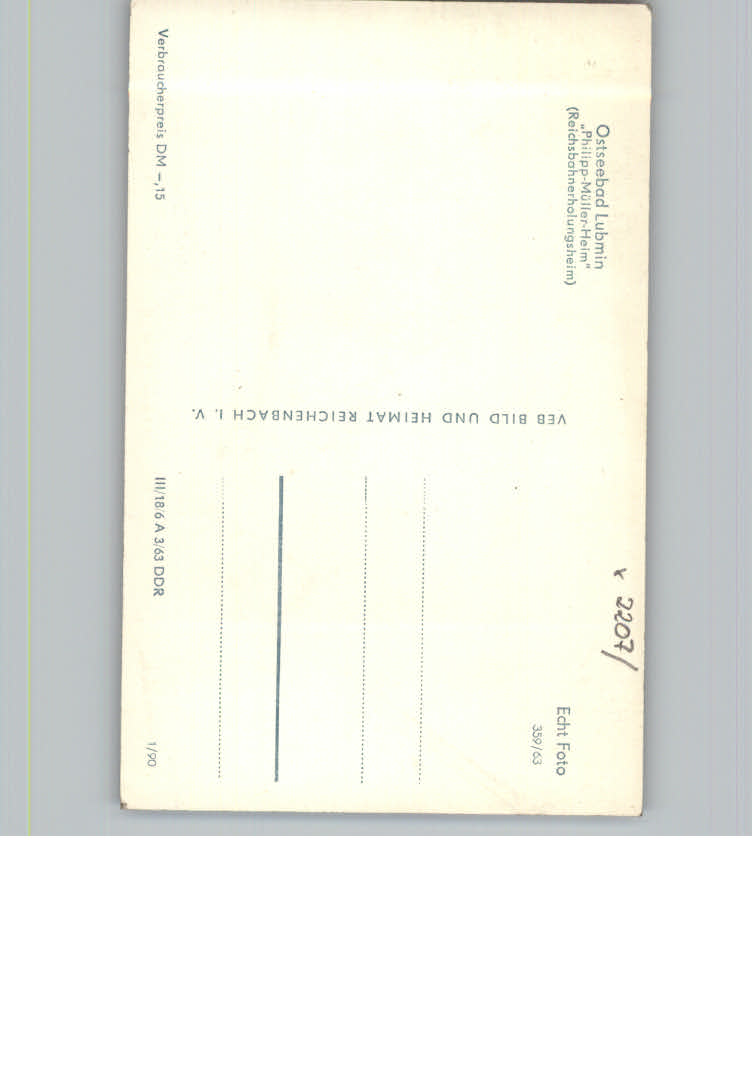 Ostseebad Lubmin
„Philipp-Müller-Heim“
(Reichsbahnerholungsheim)
Verbraucherpreis DM –,15
VEB BILD UND HEIMAT REICHENBACH I. V.
2207/
Echt Foto
359/63
III/18/6 A 3/63 DDR
1/90